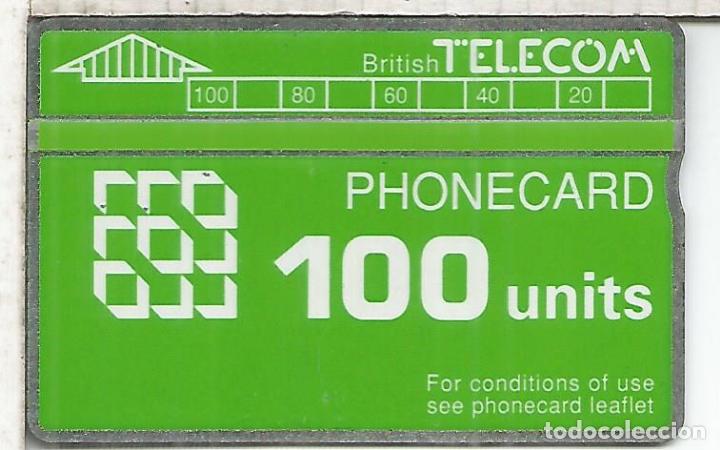 British TELECOM
100 80 60 40 20
PHONECARD
100 units
For conditions of use
see phonecard leaflet
todocoleccion